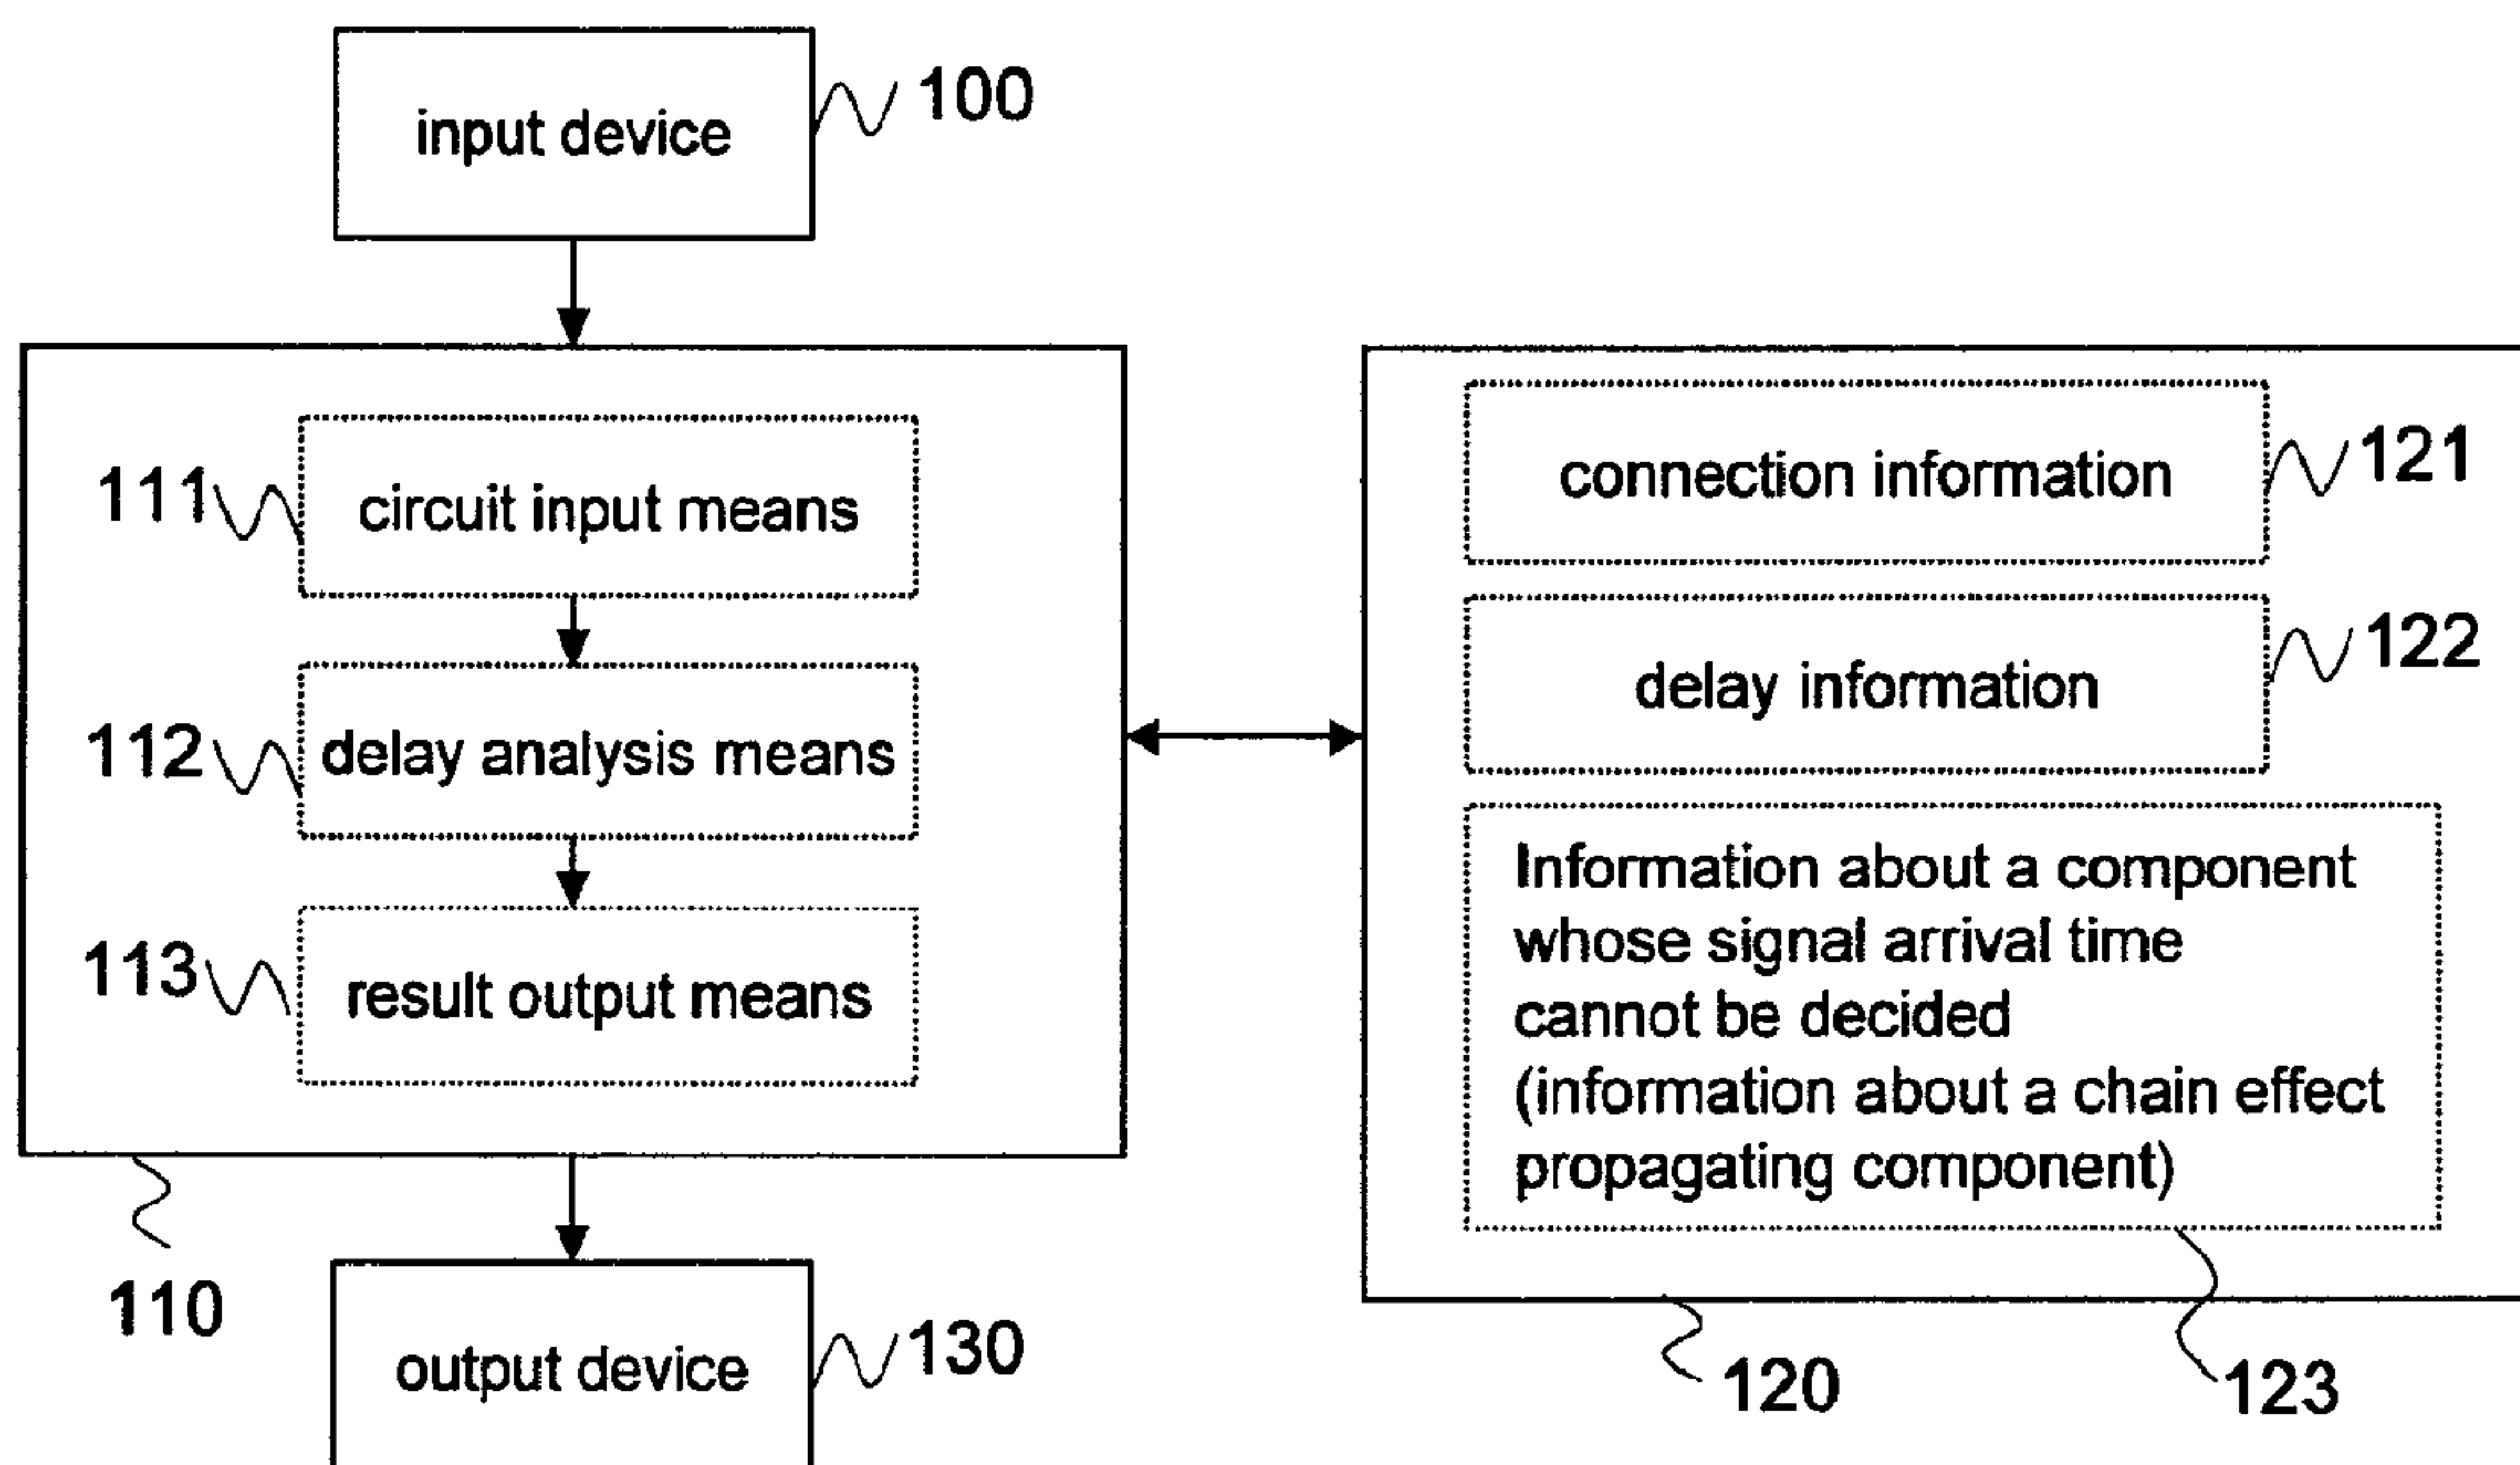 input device
100
111
circuit input means
112
delay analysis means
113
result output means
110
output device
130
connection information
121
delay information
122
Information about a component
whose signal arrival time
cannot be decided
(information about a chain effect
propagating component)
120
123